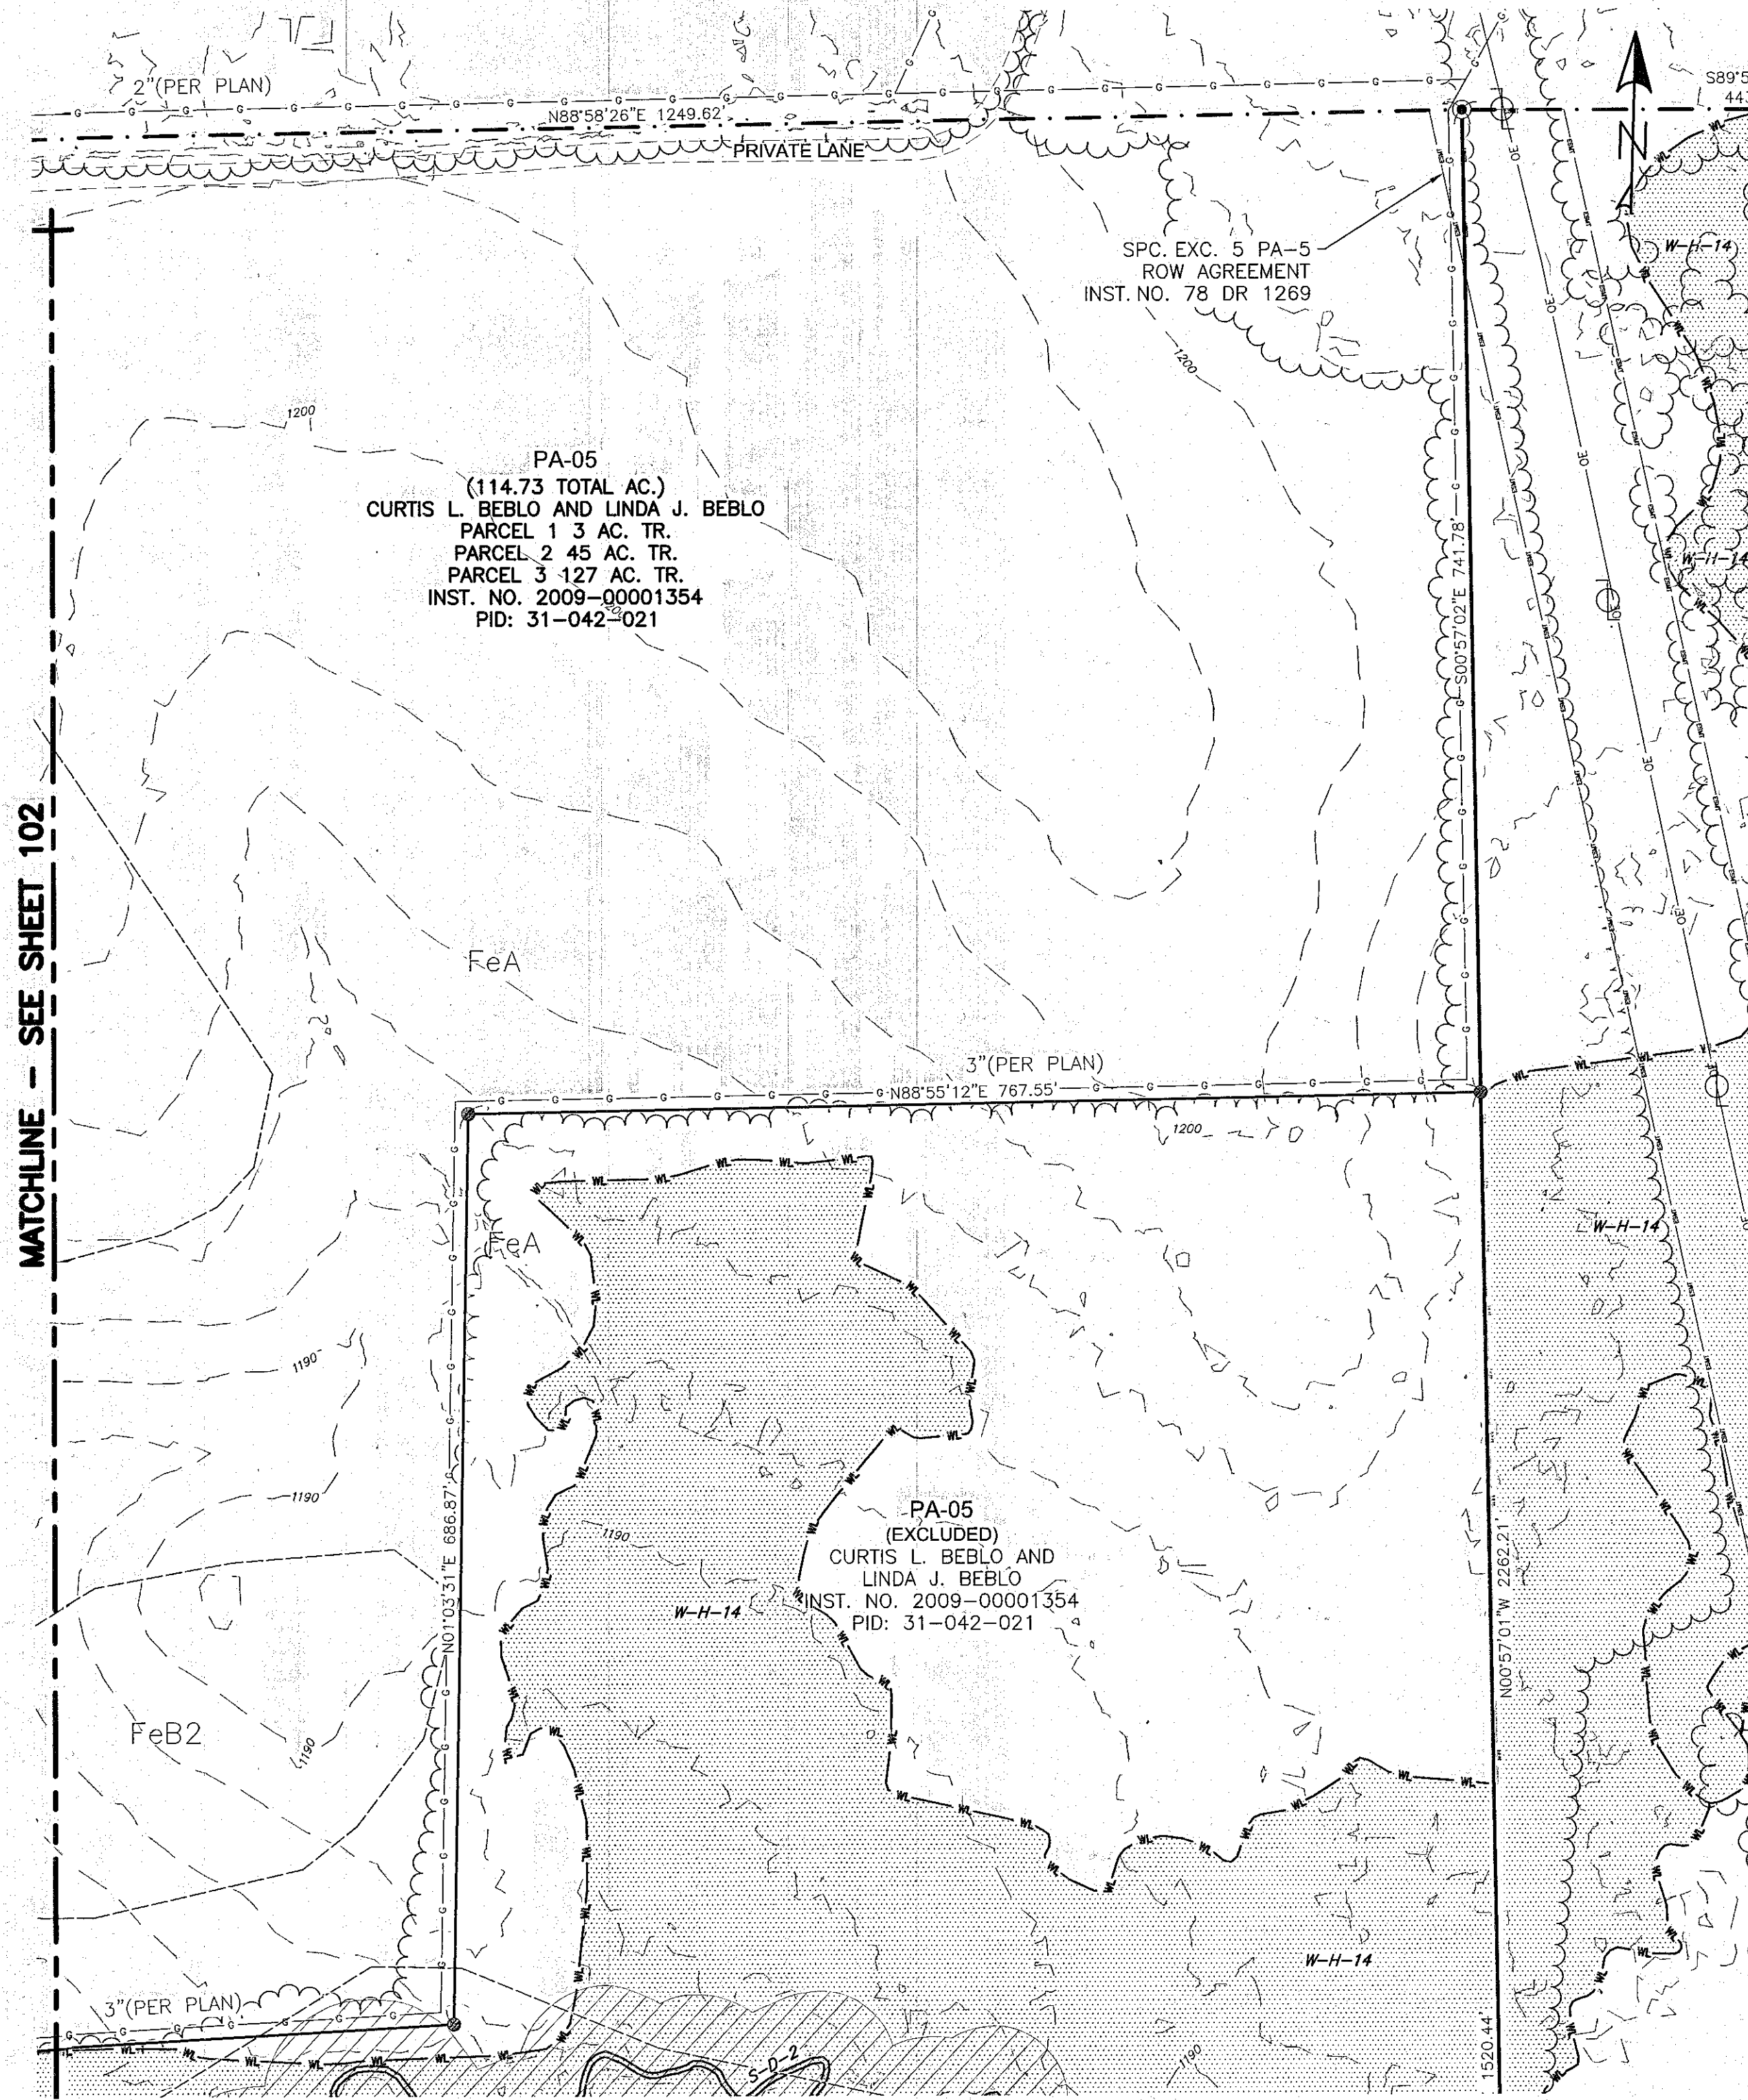 2"(PER PLAN)
N88°58'26"E 1249.62'
PRIVATE LANE
S89°5
443
N
SPC. EXC. 5 PA-5
ROW AGREEMENT
INST. NO. 78 DR 1269
W-H-14
1200
1200
PA-05
(114.73 TOTAL AC.)
CURTIS L. BEBLO AND LINDA J. BEBLO
PARCEL 1 3 AC. TR.
PARCEL 2 45 AC. TR.
PARCEL 3 127 AC. TR.
INST. NO. 2009-00001354
PID: 31-042-021
1200
S00°57'02"E 741.78'
W-H-14
MATCHLINE - SEE SHEET 102
FeA
3"(PER PLAN)
N88°55'12"E 767.55'
1200
FeA
W-H-14
1190
1190
1190
N01°03'31"E 686.87'
PA-05
(EXCLUDED)
CURTIS L. BEBLO AND
LINDA J. BEBLO
INST. NO. 2009-00001354
PID: 31-042-021
W-H-14
N00°57'01"W 2262.21'
FeB2
1190
W-H-14
3"(PER PLAN)
S-D-2
1190
1520.44'